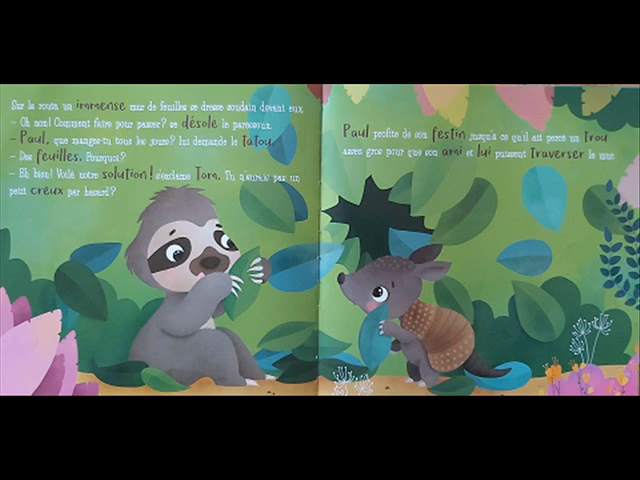 Sur la route, un immense mur de feuilles se dresse soudain devant eux.
– Oh non! Comment faire pour passer? se désole le paresseux.
– Paul, que manges-tu tous les jours? lui demande le tatou.
– Des feuilles. Pourquoi?
– Eh bien! Voilà notre solution! s'exclame Tom. Tu n'aurais pas un
petit creux par hasard?
Paul profite de son festin jusqu'à ce qu'il ait percé un trou
assez gros pour que son ami et lui puissent traverser le mur.